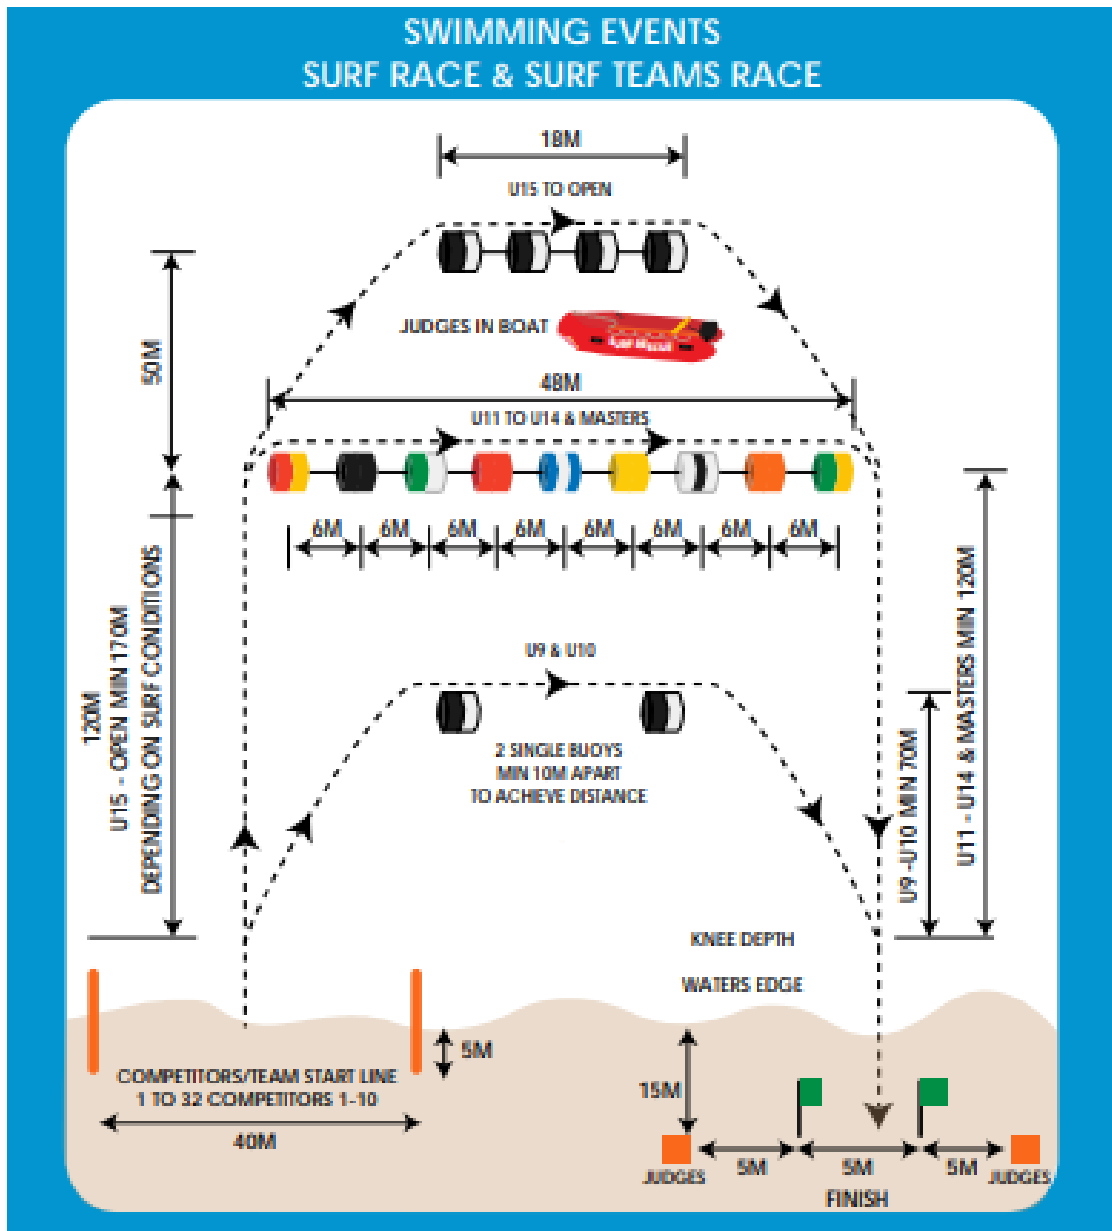 SWIMMING EVENTS
SURF RACE & SURF TEAMS RACE
18M
U15 TO OPEN
JUDGES IN BOAT
SURF RESCUE
50M
48M
U11 TO U14 & MASTERS
6M 6M 6M 6M 6M 6M 6M 6M
120M
U15 - OPEN MIN 170M
DEPENDING ON SURF CONDITIONS
U9 & U10
2 SINGLE BUOYS
MIN 10M APART
TO ACHIEVE DISTANCE
U9 -U10 MIN 70M
U11 - U14 & MASTERS MIN 120M
KNEE DEPTH
WATERS EDGE
5M
COMPETITORS/TEAM START LINE
1 TO 32 COMPETITORS 1-10
40M
15M
JUDGES
5M 5M 5M
JUDGES
FINISH